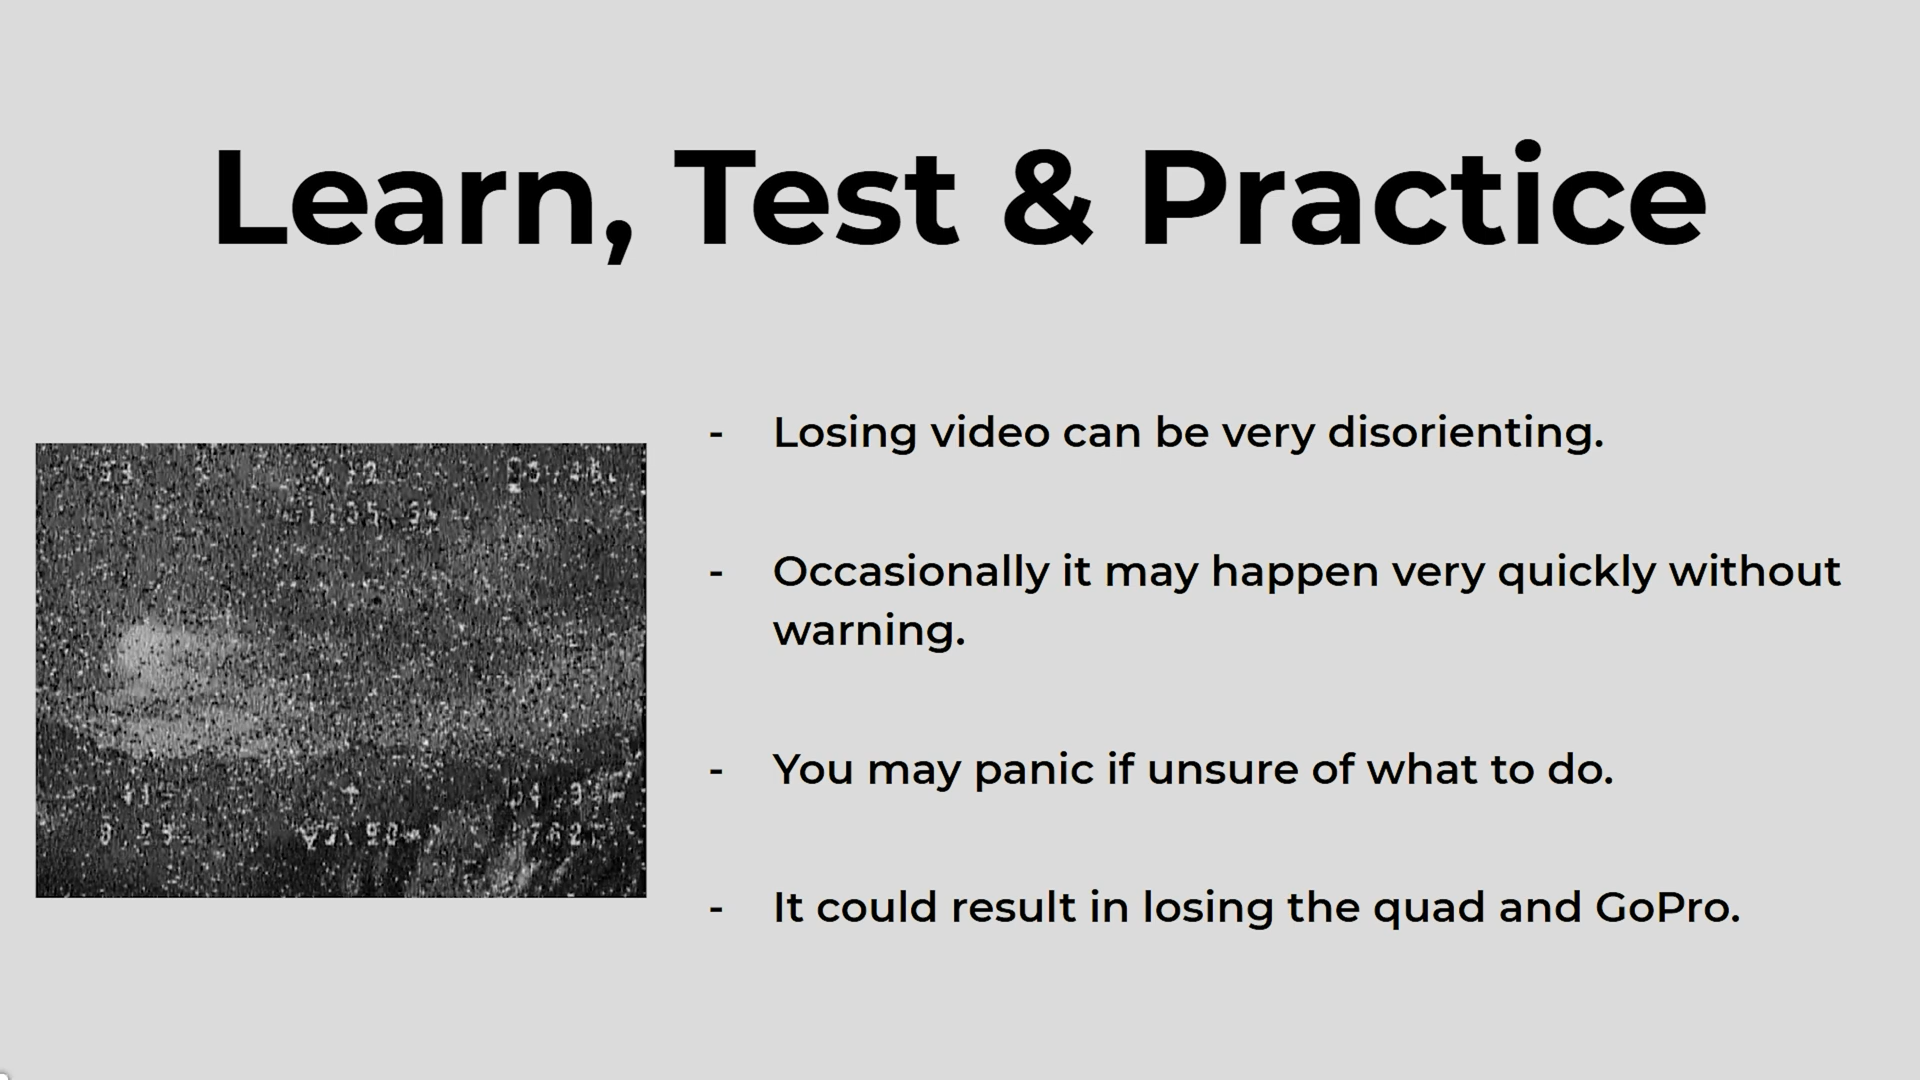 Learn, Test & Practice
- Losing video can be very disorienting.
- Occasionally it may happen very quickly without
warning.
- You may panic if unsure of what to do.
- It could result in losing the quad and GoPro.